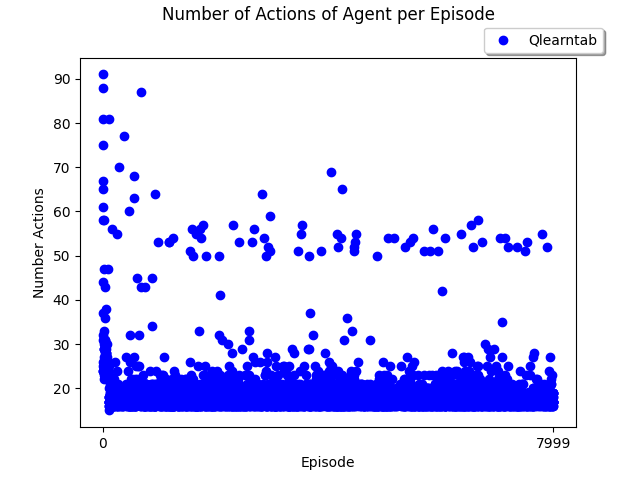 Number of Actions of Agent per Episode
Qlearntab
90
80
70
60
50
40
30
20
Number Actions
0
7999
Episode